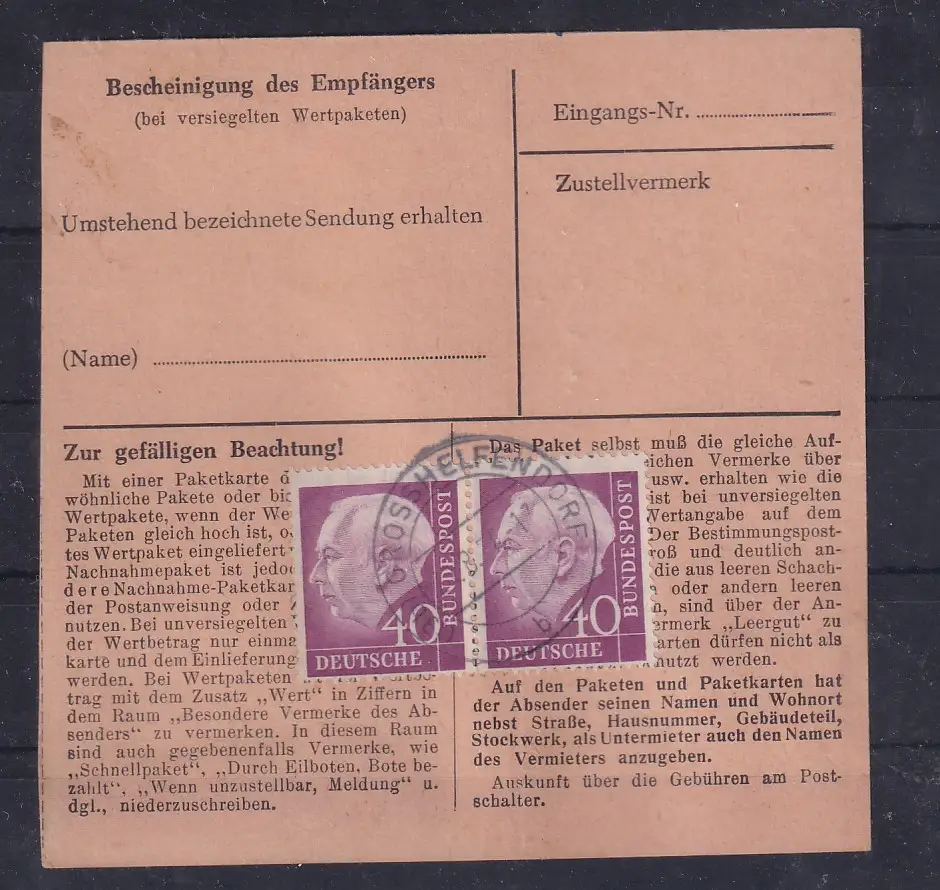 Bescheinigung des Empfängers
(bei versiegelten Wertpaketen)
Umstehend bezeichnete Sendung erhalten
(Name)
Eingangs-Nr.
Zustellvermerk
Zur gefälligen Beachtung!
Mit einer Paketkarte
wöhnliche Pakete oder
Wertpakete, wenn der
Paketen gleich hoch ist,
tes Wertpaket eingeliefert
Nachnahmepaket ist
dere Nachnahme-Paketkar
der Postanweisung oder
nutzen. Bei unversiegelten
der Wertbetrag nur einma
karte und dem Einlieferung
werden. Bei Wertpaketen
trag mit dem Zusatz „Wert“ in Ziffern in
dem Raum „Besondere Vermerke des Ab-
senders“ zu vermerken. In diesem Raum
sind auch gegebenenfalls Vermerke, wie
„Schnellpaket“, „Durch Eilboten, Bote be-
zahlt“, „Wenn unzustellbar, Meldung“ u.
dgl., niederzuschreiben.
Das Paket selbst muß die gleiche Auf-
eichen Vermerke über
usw. erhalten wie die
ist bei unversiegelten
Wertangabe auf dem
Der Bestimmungspost-
roß und deutlich an-
die aus leeren Schach-
oder andern leeren
n, sind über der An-
ermerk „Leergut“ zu
arten dürfen nicht als
nutzt werden.
Auf den Paketen und Paketkarten hat
der Absender seinen Namen und Wohnort
nebst Straße, Hausnummer, Gebäudeteil,
Stockwerk, als Untermieter auch den Namen
des Vermieters anzugeben.
Auskunft über die Gebühren am Post-
schalter.
40
DEUTSCHE
BUNDESPOST
40
DEUTSCHE
BUNDESPOST
GROSSHELFENDORF
a